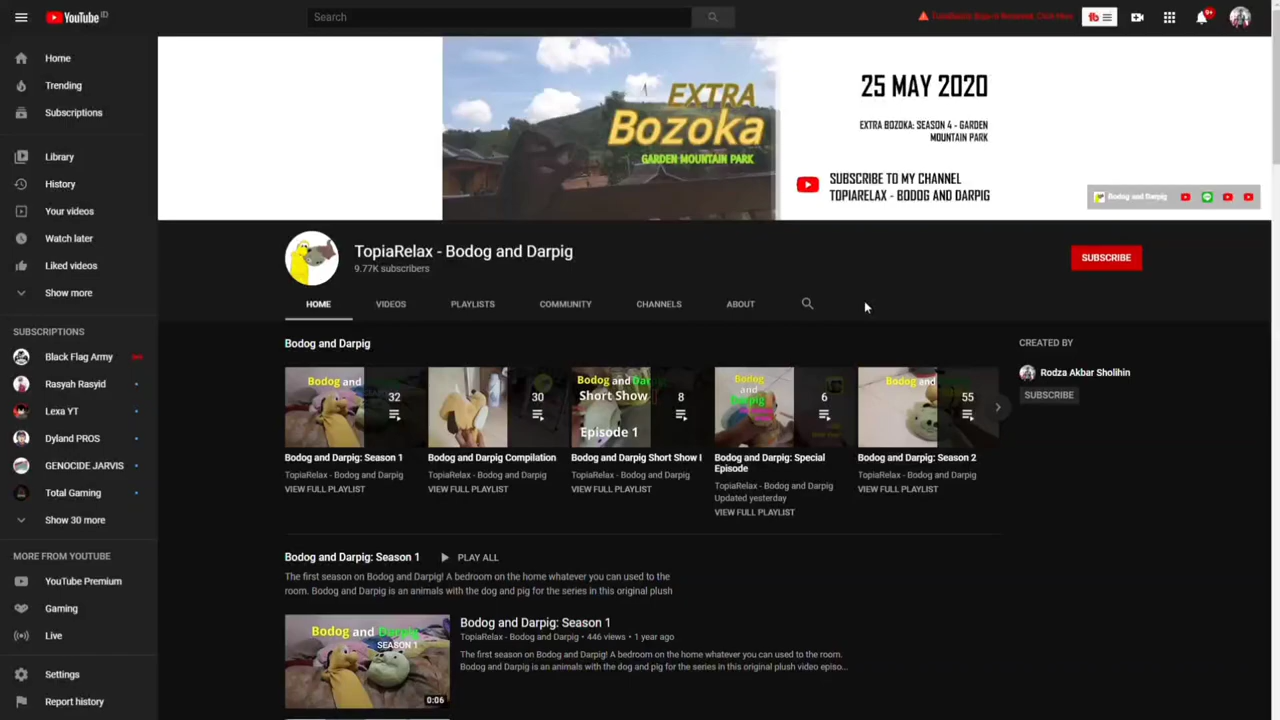 YouTube ID
Search
9+
Home
Trending
Subscriptions
Library
History
Your videos
Watch later
Liked videos
Show more
SUBSCRIPTIONS
Black Flag Army
Rasyah Rasyid
Lexa YT
Dyland PROS
GENOCIDE JARVIS
Total Gaming
Show 30 more
MORE FROM YOUTUBE
YouTube Premium
Gaming
Live
Settings
Report history
EXTRA
Bozoka
GARDEN MOUNTAIN PARK
25 MAY 2020
EXTRA BOZOKA: SEASON 4 - GARDEN
MOUNTAIN PARK
SUBSCRIBE TO MY CHANNEL
TOPIARELAX - BODOG AND DARPIG
Bodog and Darpig
TopiaRelax - Bodog and Darpig
9.77K subscribers
SUBSCRIBE
HOME VIDEOS PLAYLISTS COMMUNITY CHANNELS ABOUT
Bodog and Darpig
Bodog and
32
Bodog and Darpig: Season 1
TopiaRelax - Bodog and Darpig
VIEW FULL PLAYLIST
30
Bodog and Darpig Compilation
TopiaRelax - Bodog and Darpig
VIEW FULL PLAYLIST
Bodog and Darpig
Short Show
Episode 1
8
Bodog and Darpig Short Show I
TopiaRelax - Bodog and Darpig
VIEW FULL PLAYLIST
Bodog
and
6
Bodog and Darpig: Special
Episode
TopiaRelax - Bodog and Darpig
Updated yesterday
VIEW FULL PLAYLIST
Bodog and
55
Bodog and Darpig: Season 2
TopiaRelax - Bodog and Darpig
VIEW FULL PLAYLIST
CREATED BY
Rodza Akbar Sholihin
SUBSCRIBE
Bodog and Darpig: Season 1 PLAY ALL
The first season on Bodog and Darpig! A bedroom on the home whatever you can used to the
room. Bodog and Darpig is an animals with the dog and pig for the series in this original plush
Bodog and Darpig
SEASON 1
0:06
Bodog and Darpig: Season 1
TopiaRelax - Bodog and Darpig • 446 views • 1 year ago
The first season on Bodog and Darpig! A bedroom on the home whatever you can used to the room.
Bodog and Darpig is an animals with the dog and pig for the series in this original plush video episo...